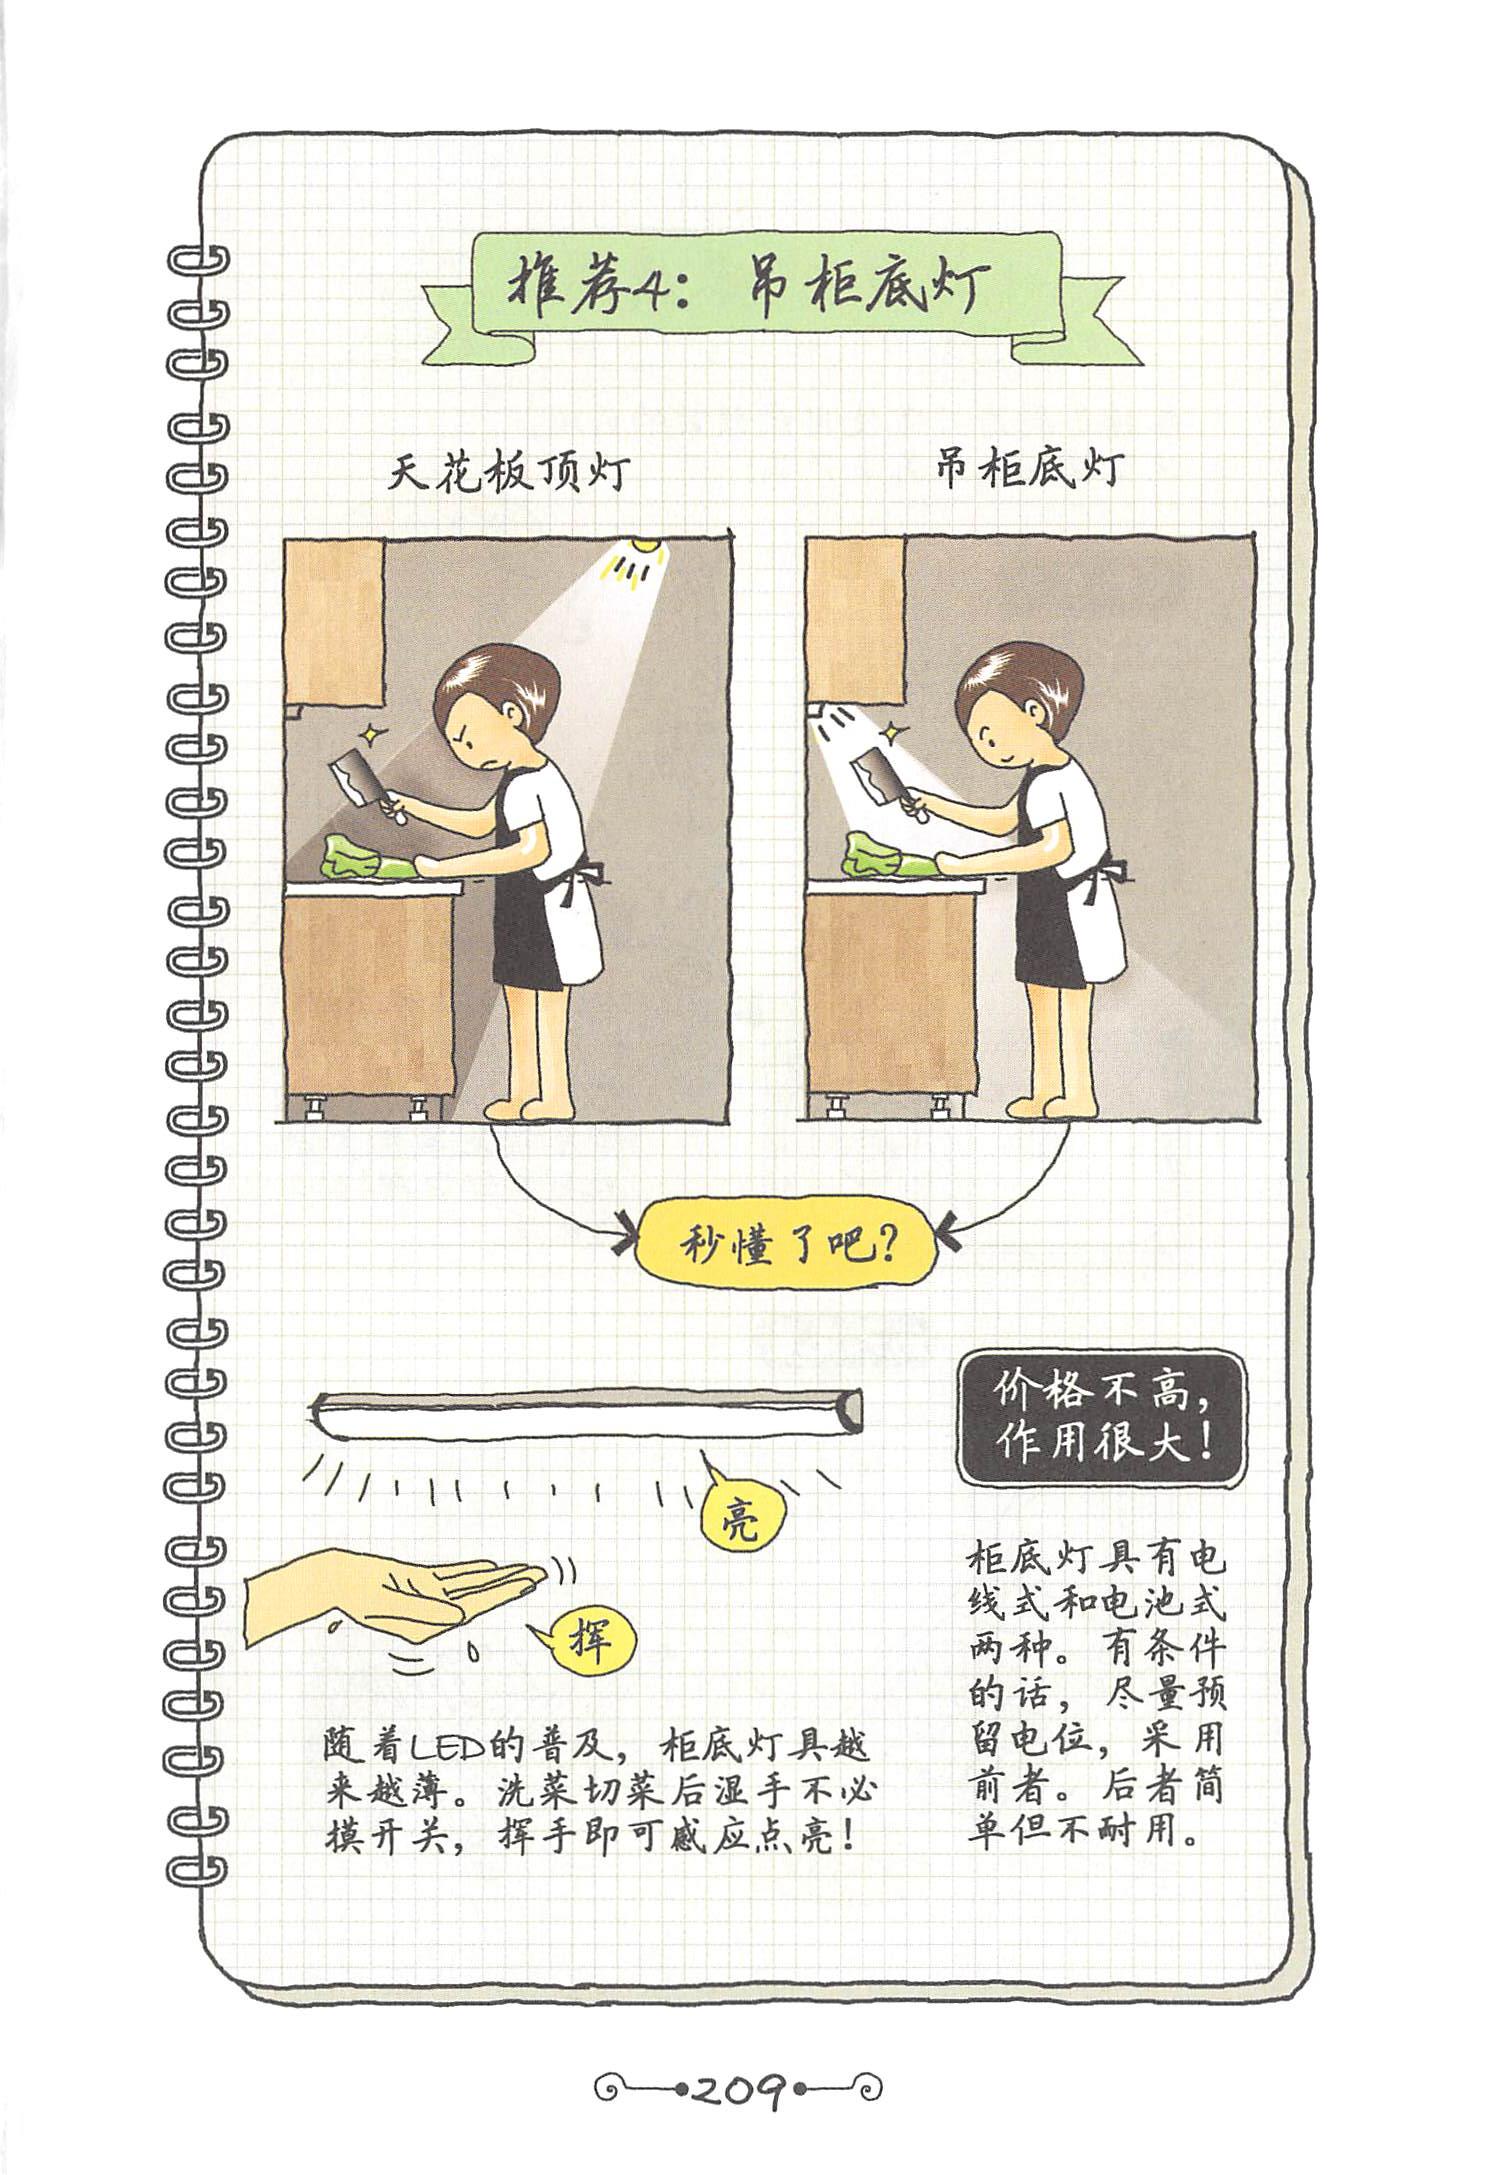 推荐4：吊柜底灯
天花板顶灯
吊柜底灯
秒懂了吧？
亮
挥
随着LED的普及，柜底灯具越
来越薄。洗菜切菜后湿手不必
摸开关，挥手即可感应点亮！
价格不高，
作用很大！
柜底灯具有电
线式和电池式
两种。有条件
的话，尽量预
留电位，采用
前者。后者简
单但不耐用。
209